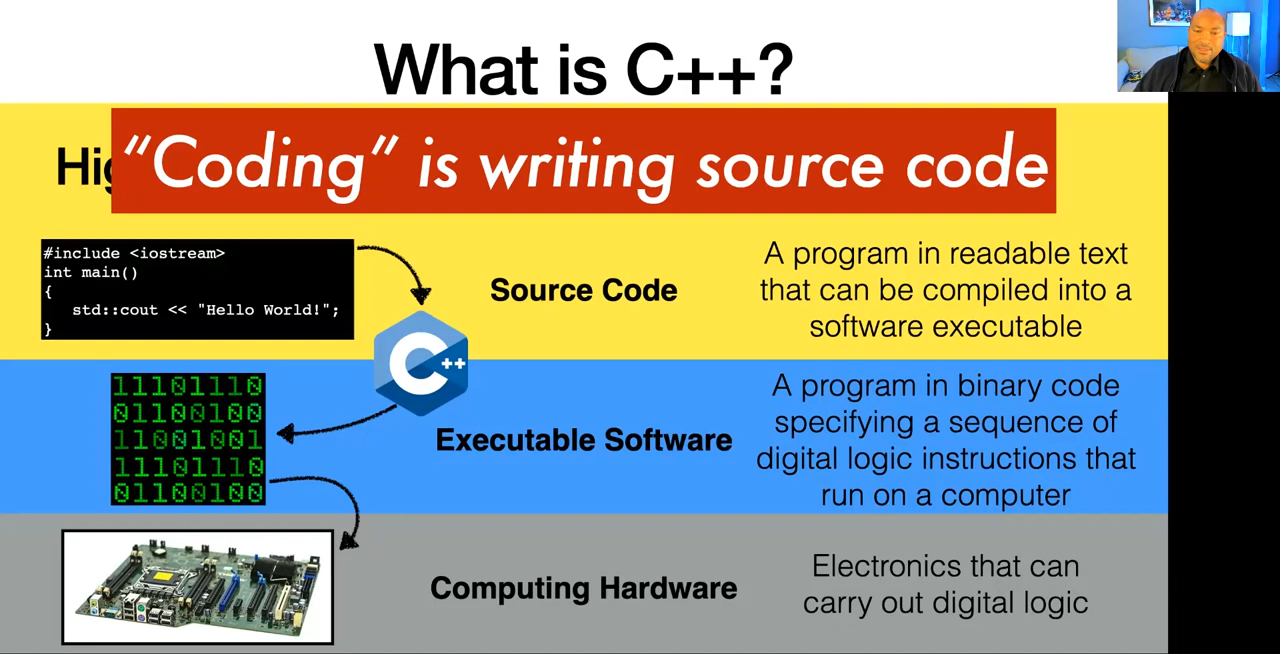 What is C++?
“Coding” is writing source code
#include <iostream>
int main()
{
std::cout << "Hello World!";
}
Source Code
A program in readable text
that can be compiled into a
software executable
C++
11101110
01100100
11001001
11101110
01100100
Executable Software
A program in binary code
specifying a sequence of
digital logic instructions that
run on a computer
Computing Hardware
Electronics that can
carry out digital logic